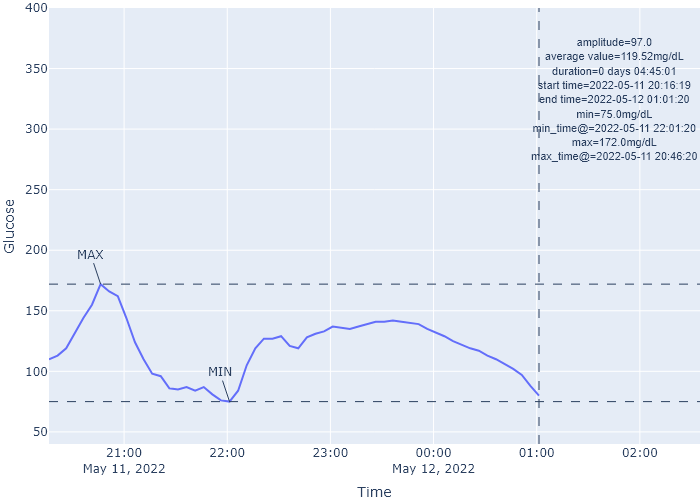 400
350
300
250
200
150
100
50
Glucose
amplitude=97.0
average value=119.52mg/dL
duration=0 days 04:45:01
start time=2022-05-11 20:16:19
end time=2022-05-12 01:01:20
min=75.0mg/dL
min_time@=2022-05-11 22:01:20
max=172.0mg/dL
max_time@=2022-05-11 20:46:20
MAX
MIN
21:00 22:00 23:00 00:00 01:00 02:00
May 11, 2022 May 12, 2022
Time